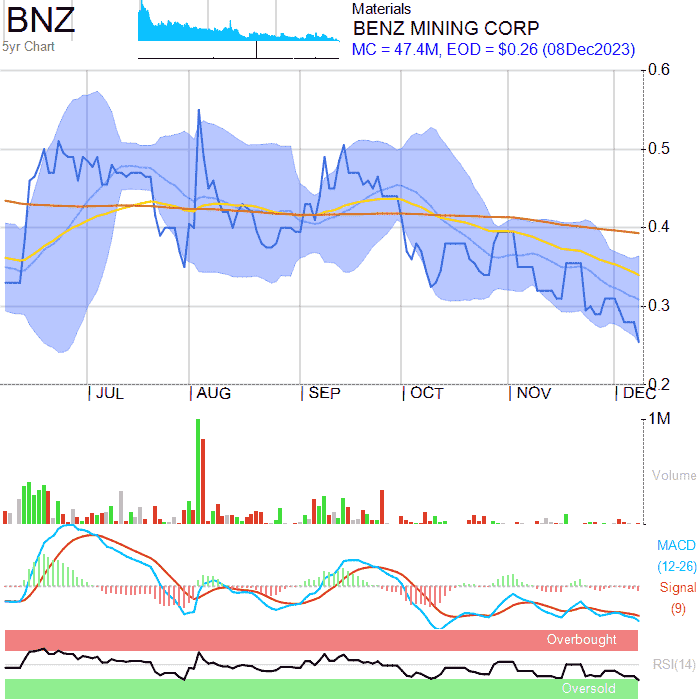 BNZ
5yr Chart
Materials
BENZ MINING CORP
MC = 47.4M, EOD = $0.26 (08Dec2023)
0.6
0.5
0.4
0.3
0.2
JUL AUG SEP OCT NOV DEC
1M
Volume
MACD
(12-26)
Signal
(9)
Overbought
RSI(14)
Oversold